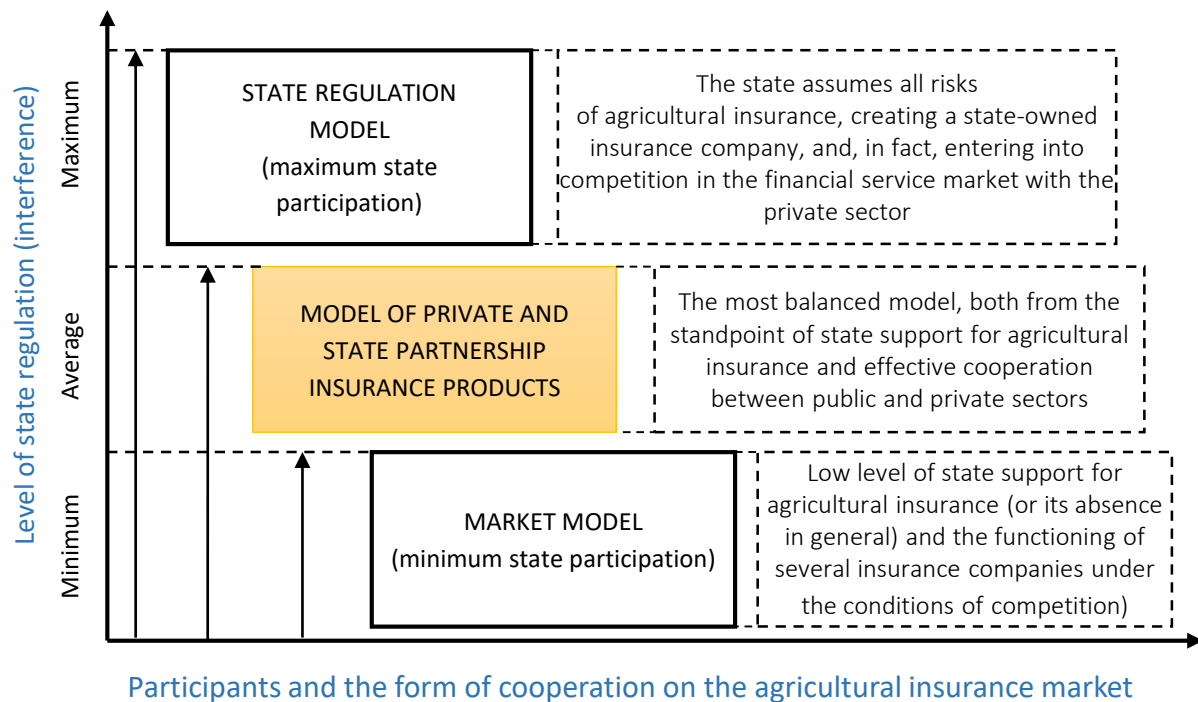 Level of state regulation (interference)
Maximum
STATE REGULATION
MODEL
(maximum state
participation)
The state assumes all risks
of agricultural insurance, creating a state-owned
insurance company, and, in fact, entering into
competition in the financial service market with the
private sector
Average
MODEL OF PRIVATE AND
STATE PARTNERSHIP
INSURANCE PRODUCTS
The most balanced model, both from the
standpoint of state support for agricultural
insurance and effective cooperation
between public and private sectors
Minimum
MARKET MODEL
(minimum state participation)
Low level of state support for
agricultural insurance (or its absence
in general) and the functioning of
several insurance companies under
the conditions of competition)
Participants and the form of cooperation on the agricultural insurance market